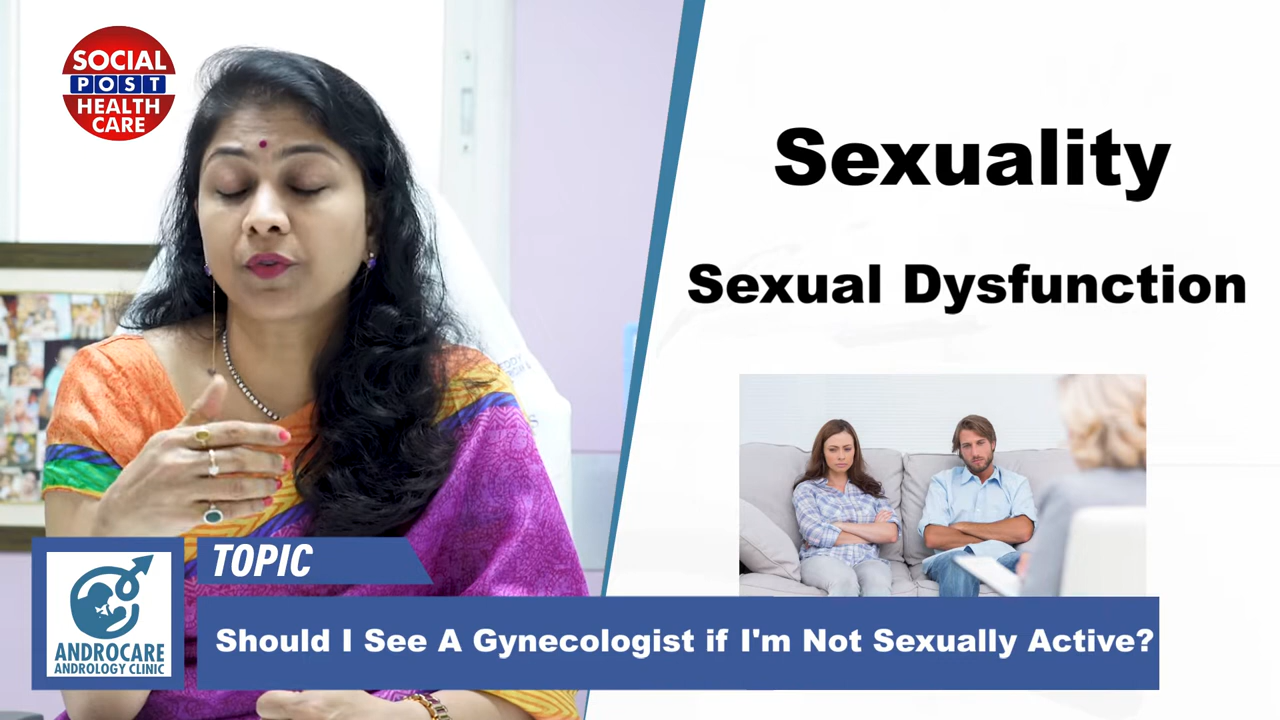 SOCIAL
POST
HEALTH
CARE
Sexuality
Sexual Dysfunction
TOPIC
Should I See A Gynecologist if I'm Not Sexually Active?
ANDROCARE
ANDROLOGY CLINIC